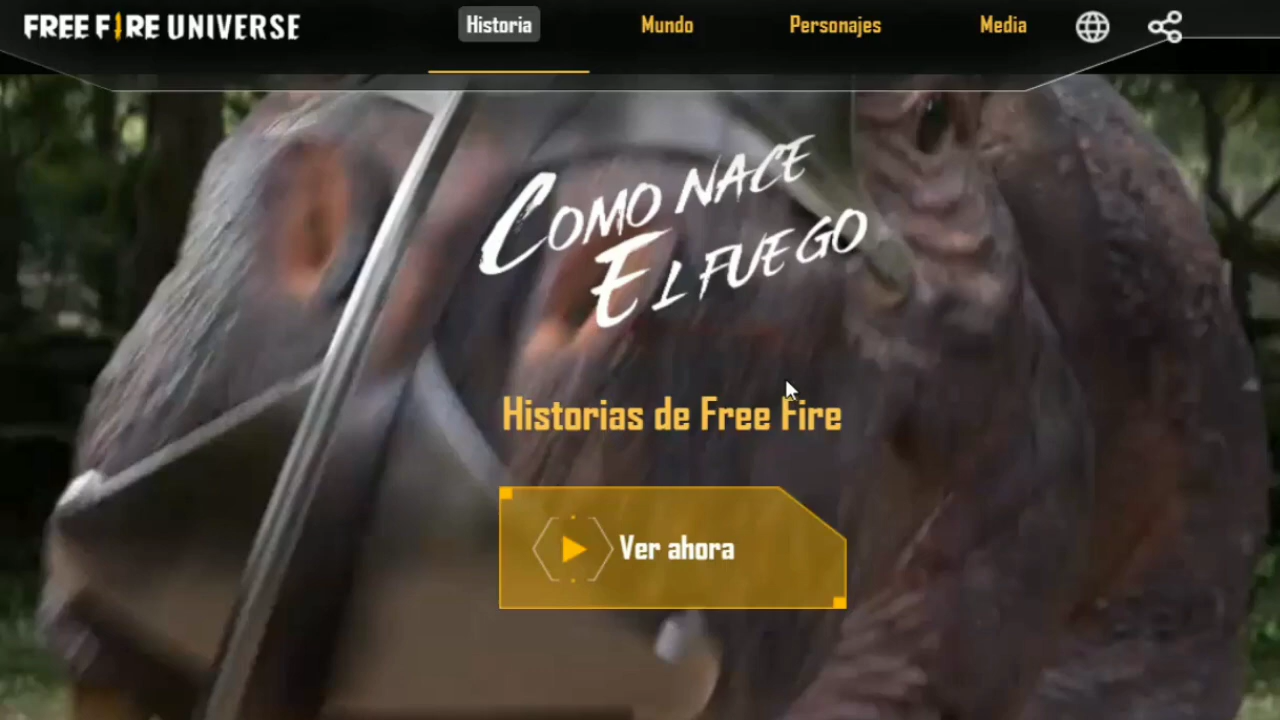 FREE FIRE UNIVERSE
Historia
Mundo
Personajes
Media
COMO NACE
EL FUEGO
Historias de Free Fire
Ver ahora